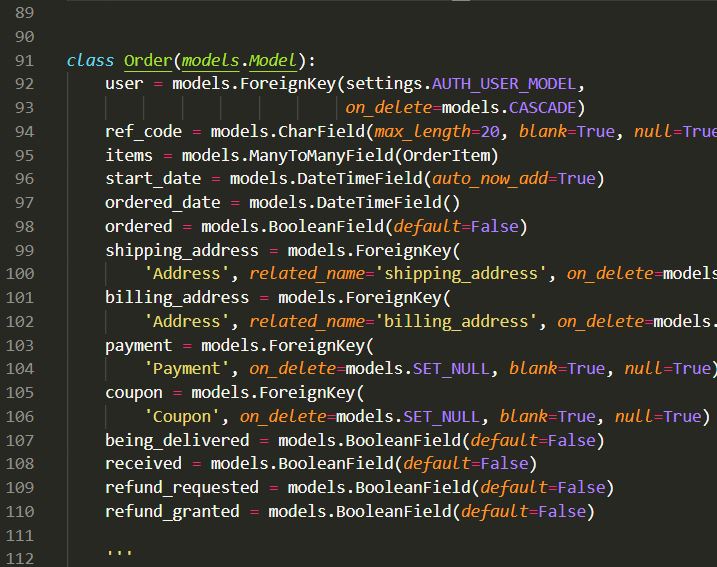 89
90
91 class Order(models.Model):
92 user = models.ForeignKey(settings.AUTH_USER_MODEL,
93 on_delete=models.CASCADE)
94 ref_code = models.CharField(max_length=20, blank=True, null=True
95 items = models.ManyToManyField(OrderItem)
96 start_date = models.DateTimeField(auto_now_add=True)
97 ordered_date = models.DateTimeField()
98 ordered = models.BooleanField(default=False)
99 shipping_address = models.ForeignKey(
100 'Address', related_name='shipping_address', on_delete=models
101 billing_address = models.ForeignKey(
102 'Address', related_name='billing_address', on_delete=models.
103 payment = models.ForeignKey(
104 'Payment', on_delete=models.SET_NULL, blank=True, null=True)
105 coupon = models.ForeignKey(
106 'Coupon', on_delete=models.SET_NULL, blank=True, null=True)
107 being_delivered = models.BooleanField(default=False)
108 received = models.BooleanField(default=False)
109 refund_requested = models.BooleanField(default=False)
110 refund_granted = models.BooleanField(default=False)
111
112 '''